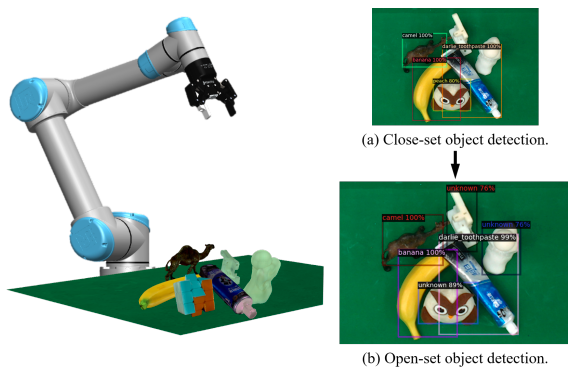 camel 100%
darlie_toothpaste 100%
banana 100%
peach 80%
(a) Close-set object detection.
unknown 76%
camel 100%
unknown 76%
darlie_toothpaste 99%
banana 100%
unknown 89%
(b) Open-set object detection.